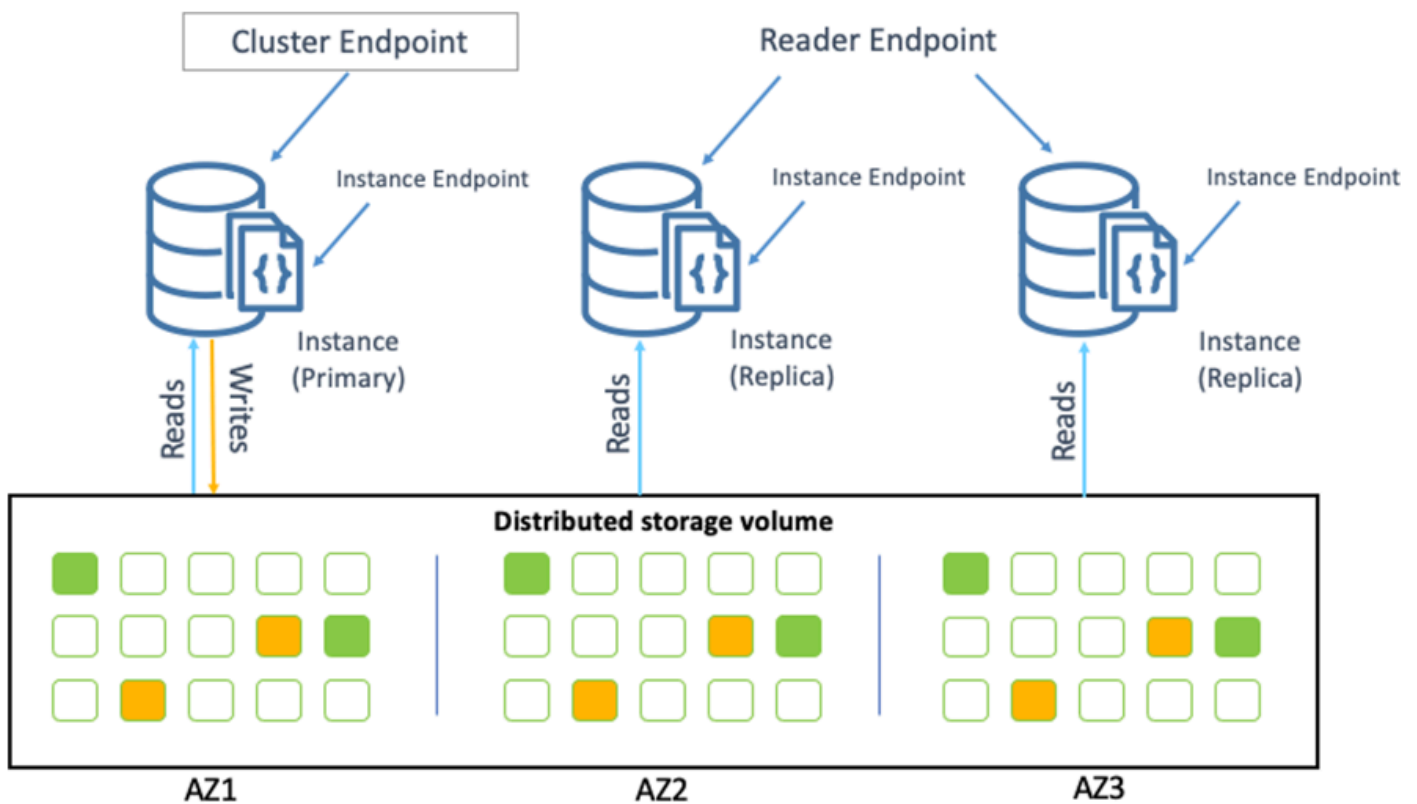 Cluster Endpoint
Reader Endpoint
Instance Endpoint
Instance Endpoint
Instance Endpoint
{}
{}
{}
Instance
(Primary)
Instance
(Replica)
Instance
(Replica)
Reads
Writes
Reads
Reads
Distributed storage volume
AZ1
AZ2
AZ3